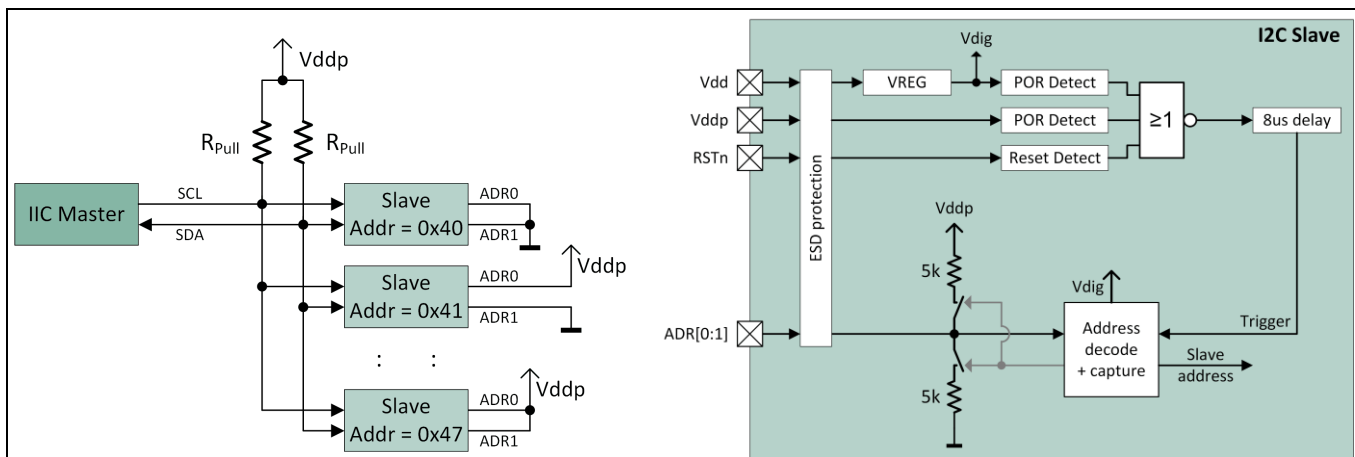 Vddp
R_Pull
R_Pull
IIC Master
SCL
SDA
Slave
Addr = 0x40
ADR0
ADR1
Slave
Addr = 0x41
ADR0
ADR1
Vddp
: :
Slave
Addr = 0x47
ADR0
ADR1
Vddp
I2C Slave
Vdd
Vddp
RSTn
ADR[0:1]
ESD protection
VREG
Vdig
POR Detect
POR Detect
Reset Detect
≥1
8us delay
Vddp
5k
5k
Vdig
Address
decode
+ capture
Trigger
Slave
address